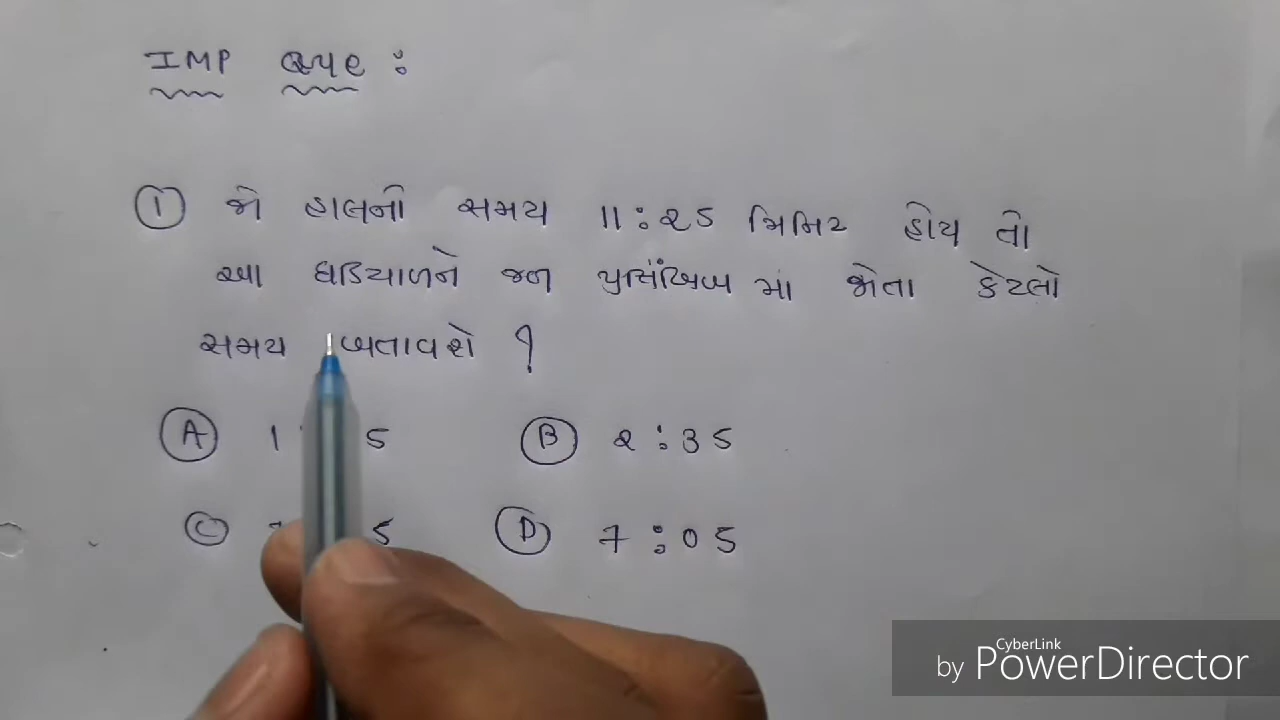 IMP Que :
① જો હાલનો સમય 11:25 મિનિટ હોય તો
આ ઘડિયાળને જળ પ્રતિંબિબ માં જોતા કેટલો
સમય બતાવશે ?
Ⓐ 1 5 Ⓑ 2:35
Ⓒ 5 Ⓓ 7:05
CyberLink
by PowerDirector